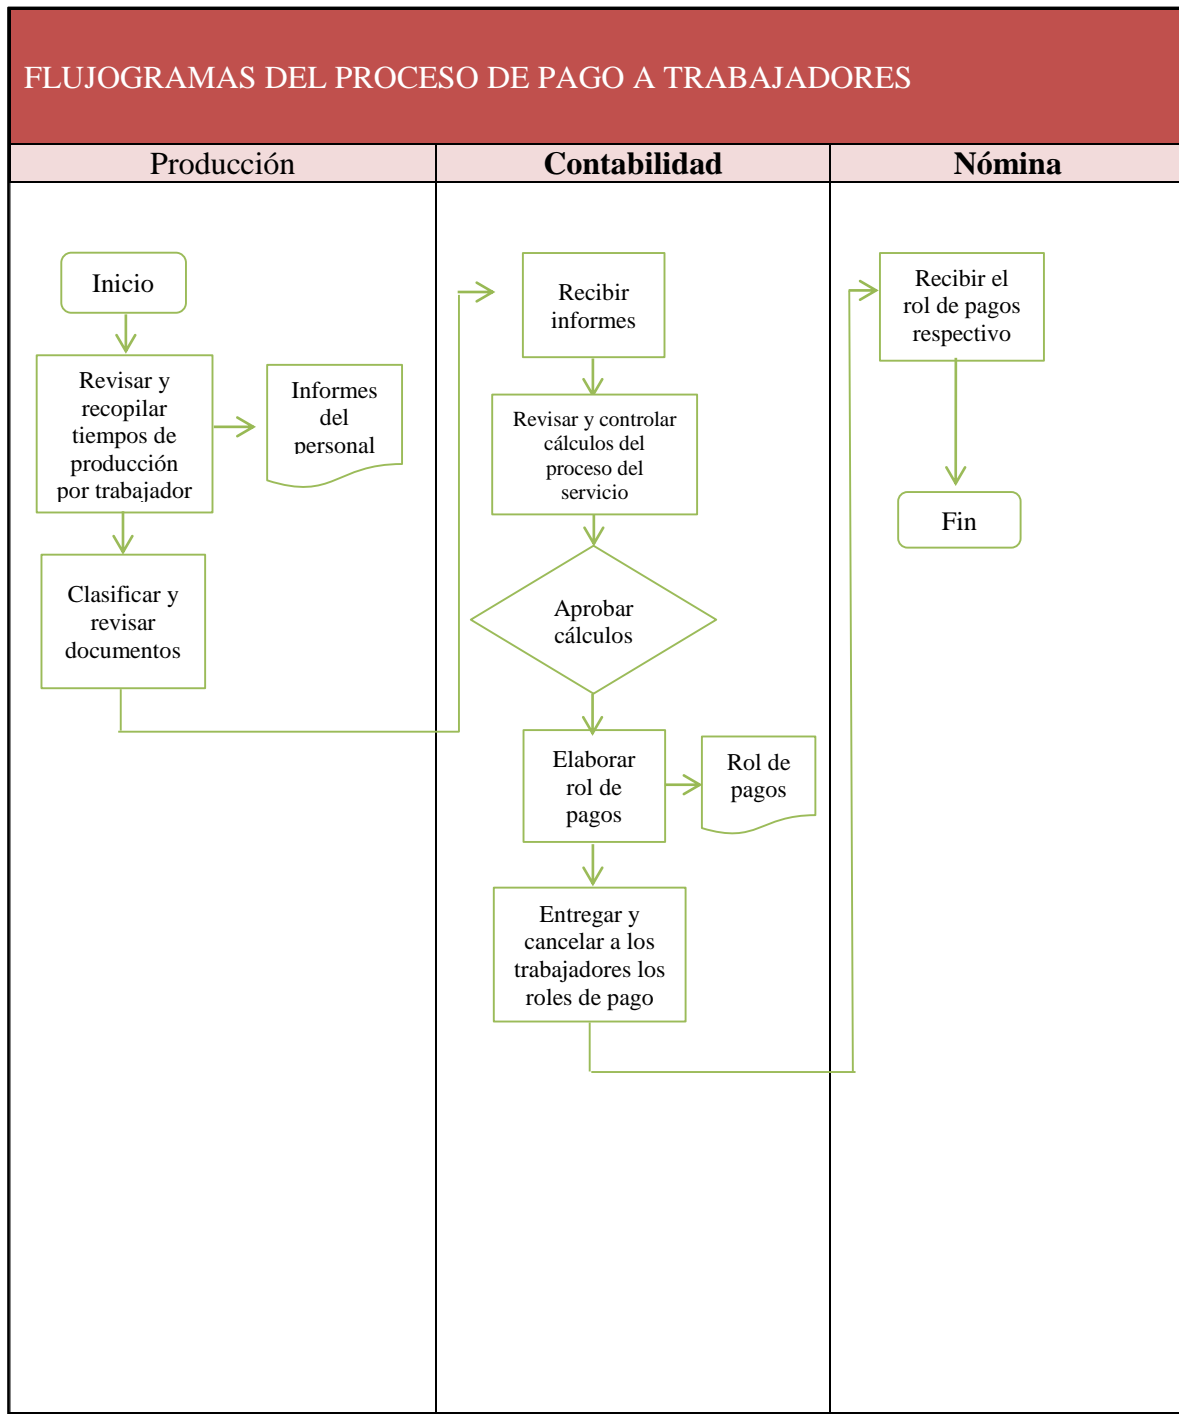 FLUJOGRAMAS DEL PROCESO DE PAGO A TRABAJADORES
Producción
Contabilidad
Nómina
Inicio
Revisar y
recopilar
tiempos de
producción
por trabajador
Informes
del
personal
Clasificar y
revisar
documentos
Recibir
informes
Revisar y controlar
cálculos del
proceso del
servicio
Aprobar
cálculos
Elaborar
rol de
pagos
Rol de
pagos
Entregar y
cancelar a los
trabajadores los
roles de pago
Recibir el
rol de pagos
respectivo
Fin